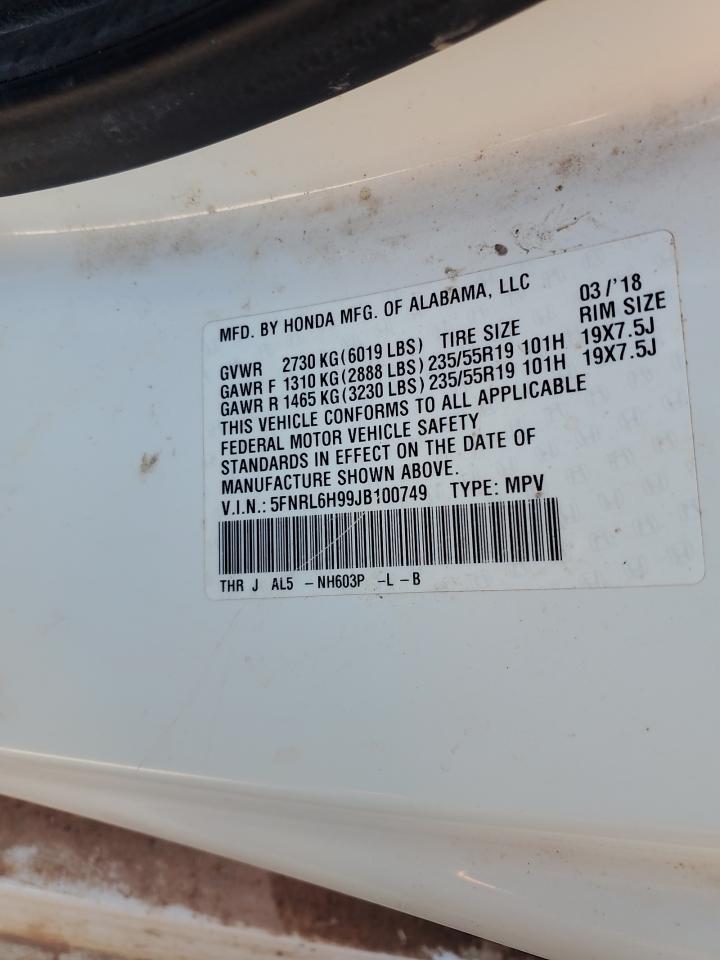 MFD. BY HONDA MFG. OF ALABAMA, LLC 03/'18
GVWR 2730 KG(6019 LBS) TIRE SIZE RIM SIZE
GAWR F 1310 KG(2888 LBS)235/55R19 101H 19X7.5J
GAWR R 1465 KG(3230 LBS)235/55R19 101H 19X7.5J
THIS VEHICLE CONFORMS TO ALL APPLICABLE
FEDERAL MOTOR VEHICLE SAFETY
STANDARDS IN EFFECT ON THE DATE OF
MANUFACTURE SHOWN ABOVE.
V.I.N.: 5FNRL6H99JB100749 TYPE: MPV
THR J AL5 -NH603P -L -B